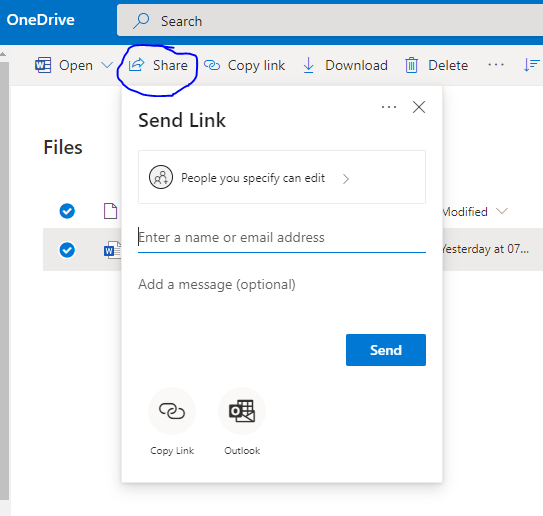 OneDrive
Search
Open Share Copy link Download Delete ...
Send Link
Files
People you specify can edit
Modified
Enter a name or email address
Yesterday at 07...
Add a message (optional)
Send
Copy Link Outlook